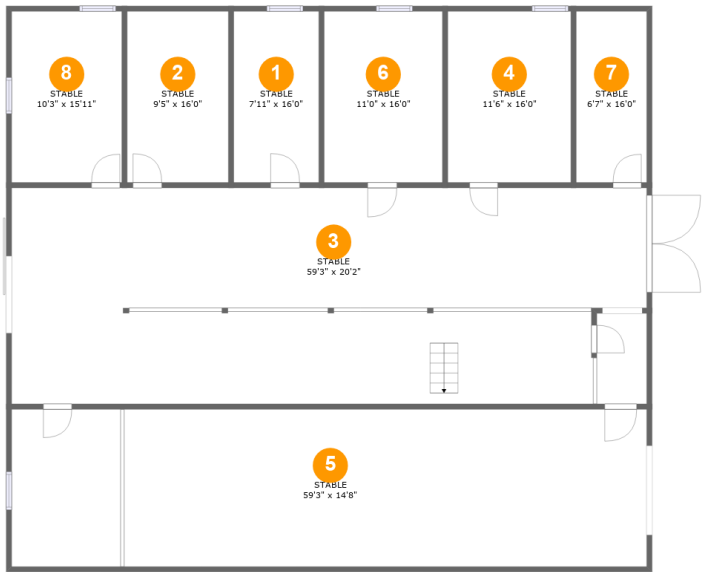 8
STABLE
10'3" x 15'11"
2
STABLE
9'5" x 16'0"
1
STABLE
7'11" x 16'0"
6
STABLE
11'0" x 16'0"
4
STABLE
11'6" x 16'0"
7
STABLE
6'7" x 16'0"
3
STABLE
59'3" x 20'2"
5
STABLE
59'3" x 14'8"